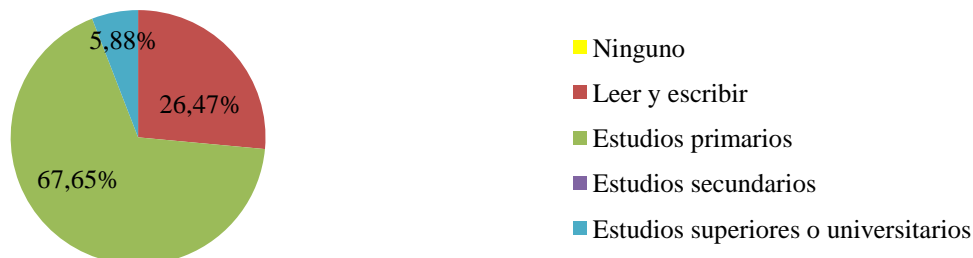 5,88%
26,47%
67,65%
Ninguno
Leer y escribir
Estudios primarios
Estudios secundarios
Estudios superiores o universitarios